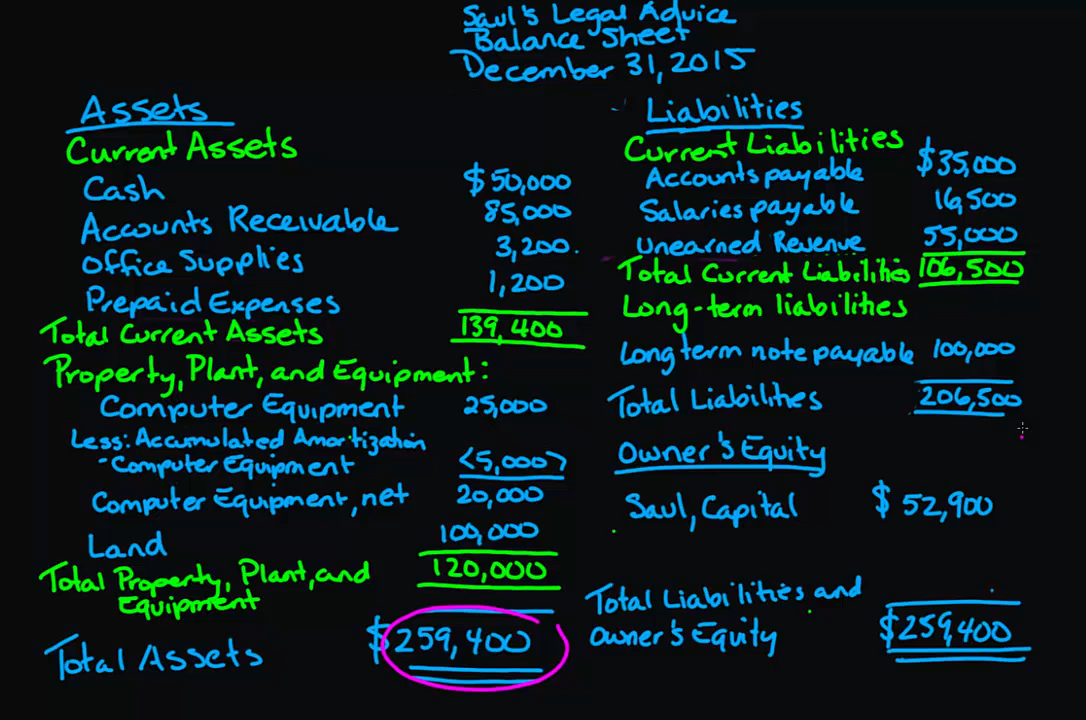 Saul's Legal Advice
Balance Sheet
December 31, 2015
Assets
Current Assets
Cash $50,000
Accounts Receivable 85,000
Office Supplies 3,200
Prepaid Expenses 1,200
Total Current Assets 139,400
Property, Plant, and Equipment:
Computer Equipment 25,000
Less: Accumulated Amortization
-Computer Equipment <5,000>
Computer Equipment, net 20,000
Land 100,000
Total Property, Plant, and
Equipment 120,000
Total Assets $259,400
Liabilities
Current Liabilities
Accounts payable $35,000
Salaries payable 16,500
Unearned Revenue 55,000
Total Current Liabilities 106,500
Long-term liabilities
Long term note payable 100,000
Total Liabilities 206,500
Owner's Equity
Saul, Capital $52,900
Total Liabilities and
Owner's Equity $259,400